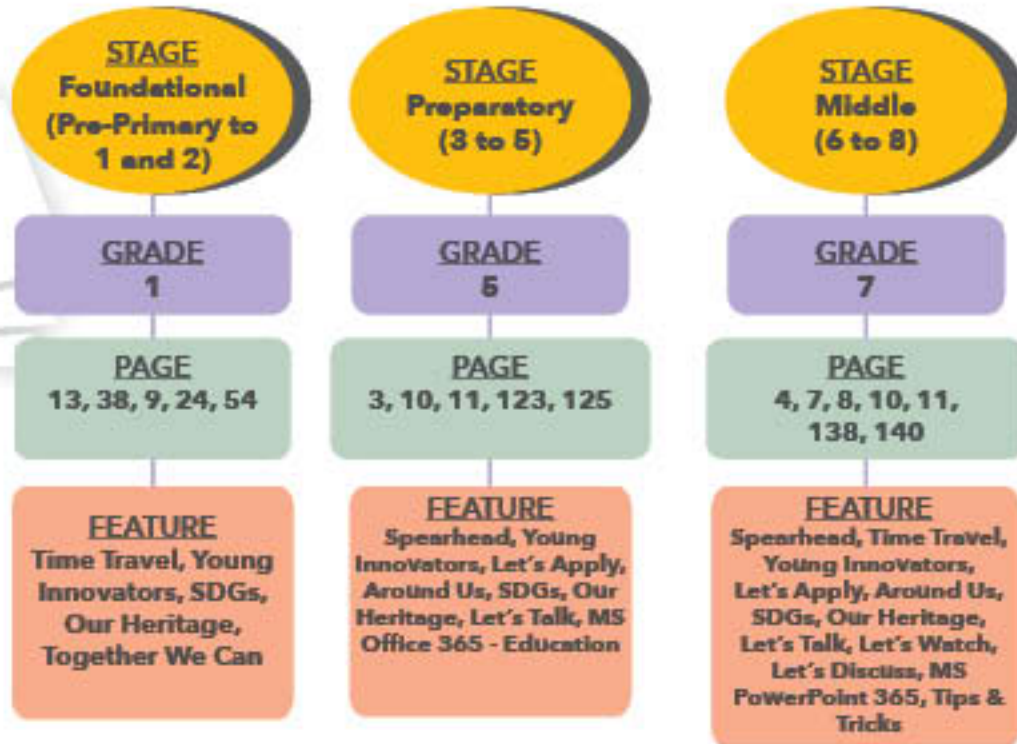 STAGE
Foundational
(Pre-Primary to
1 and 2)
GRADE
1
PAGE
13, 38, 9, 24, 54
FEATURE
Time Travel, Young
Innovators, SDGs,
Our Heritage,
Together We Can
STAGE
Preparatory
(3 to 5)
GRADE
5
PAGE
3, 10, 11, 123, 125
FEATURE
Spearhead, Young
Innovators, Let's Apply,
Around Us, SDGs, Our
Heritage, Let's Talk, MS
Office 365 - Education
STAGE
Middle
(6 to 8)
GRADE
7
PAGE
4, 7, 8, 10, 11,
138, 140
FEATURE
Spearhead, Time Travel,
Young Innovators,
Let's Apply, Around Us,
SDGs, Our Heritage,
Let's Talk, Let's Watch,
Let's Discuss, MS
PowerPoint 365, Tips &
Tricks